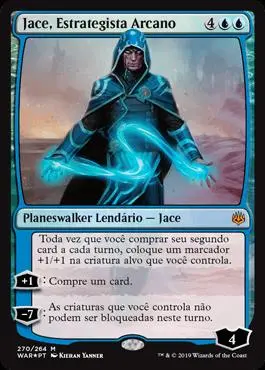 Jace, Estrategista Arcano 4
Planeswalker Lendário — Jace
Toda vez que você comprar seu segundo
card a cada turno, coloque um marcador
+1/+1 na criatura alvo que você controla.
+1 : Compre um card.
-7 : As criaturas que você controla não
podem ser bloqueadas neste turno.
4
270/264 M
WAR★PT KIERAN YANNER ™ & © 2019 Wizards of the Coast